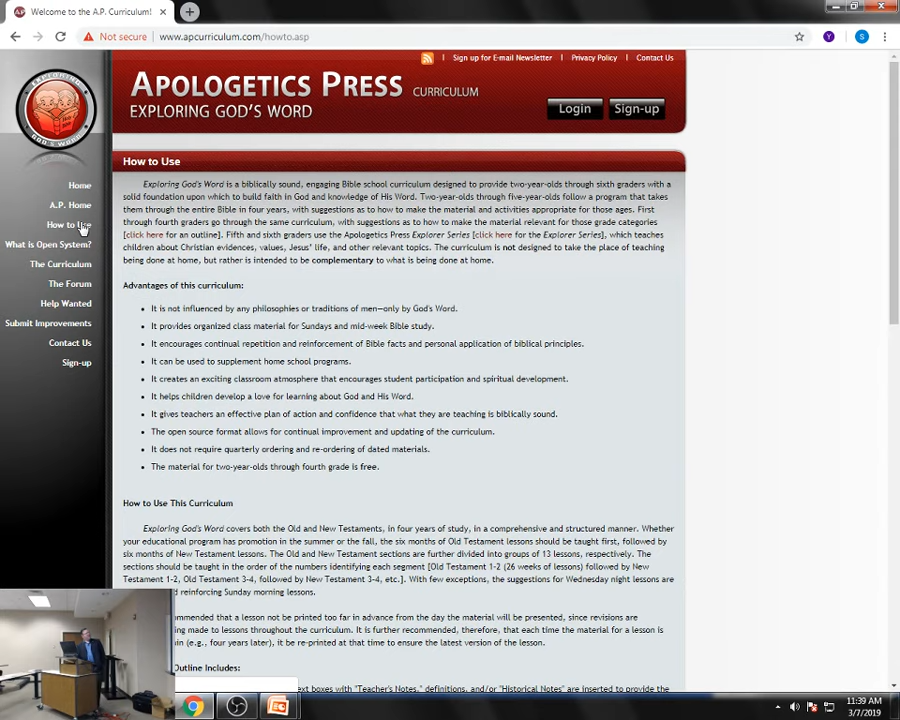 Welcome to the A.P. Curriculum!
Not secure
www.apcurriculum.com/howto.asp
Y
S
Sign up for E-mail Newsletter | Privacy Policy | Contact Us
APOLOGETICS PRESS CURRICULUM
EXPLORING GOD'S WORD
Login
Sign-up
EXPLORING
GOD'S WORD
Home
A.P. Home
How to Use
What is Open System?
The Curriculum
The Forum
Help Wanted
Submit Improvements
Contact Us
Sign-up
How to Use
Exploring God's Word is a biblically sound, engaging Bible school curriculum designed to provide two-year-olds through sixth graders with a
solid foundation upon which to build faith in God and knowledge of His Word. Two-year-olds through five-year-olds follow a program that takes
them through the entire Bible in four years, with suggestions as to how to make the material and activities appropriate for those ages. First
through fourth graders go through the same curriculum, with suggestions as to how to make the material relevant for those grade categories
[click here for an outline]. Fifth and sixth graders use the Apologetics Press Explorer Series [click here for the Explorer Series], which teaches
children about Christian evidences, values, Jesus' life, and other relevant topics. The curriculum is not designed to take the place of teaching
being done at home, but rather is intended to be complementary to what is being done at home.
Advantages of this curriculum:
• It is not influenced by any philosophies or traditions of men—only by God's Word.
• It provides organized class material for Sundays and mid-week Bible study.
• It encourages continual repetition and reinforcement of Bible facts and personal application of biblical principles.
• It can be used to supplement home school programs.
• It creates an exciting classroom atmosphere that encourages student participation and spiritual development.
• It helps children develop a love for learning about God and His Word.
• It gives teachers an effective plan of action and confidence that what they are teaching is biblically sound.
• The open source format allows for continual improvement and updating of the curriculum.
• It does not require quarterly ordering and re-ordering of dated materials.
• The material for two-year-olds through fourth grade is free.
How to Use This Curriculum
Exploring God's Word covers both the Old and New Testaments, in four years of study, in a comprehensive and structured manner. Whether
your educational program has promotion in the summer or the fall, the six months of Old Testament lessons should be taught first, followed by
six months of New Testament lessons. The Old and New Testament sections are further divided into groups of 13 lessons, respectively. The
sections should be taught in the order of the numbers identifying each segment [Old Testament 1-2 (26 weeks of lessons) followed by New
Testament 1-2, Old Testament 3-4, followed by New Testament 3-4, etc.]. With few exceptions, the suggestions for Wednesday night lessons are
reinforcing Sunday morning lessons.
ommended that a lesson not be printed too far in advance from the day the material will be presented, since revisions are
ing made to lessons throughout the curriculum. It is further recommended, therefore, that each time the material for a lesson is
in (e.g., four years later), it be re-printed at that time to ensure the latest version of the lesson.
Outline Includes:
ext boxes with "Teacher's Notes," definitions, and/or "Historical Notes" are inserted to provide the
11:39 AM
3/7/2019